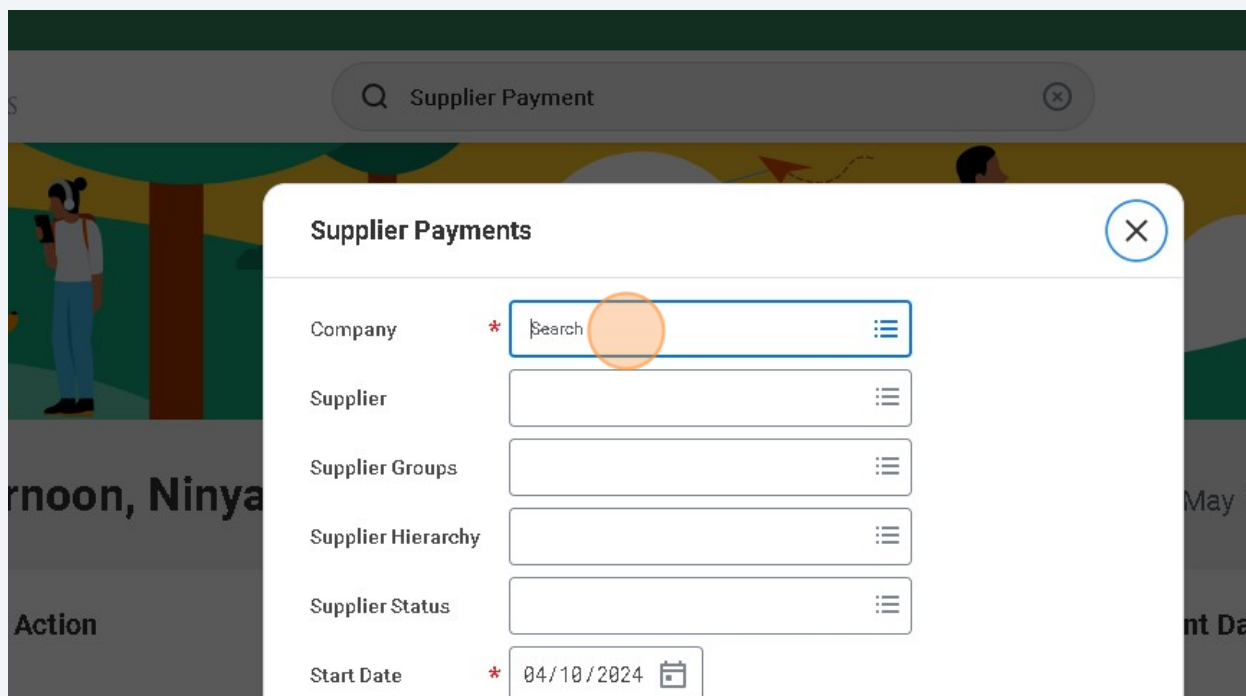 S
Supplier Payment
Supplier Payments
Company *
Search
Supplier
Supplier Groups
rnoon, Ninya
May
Supplier Hierarchy
Supplier Status
Action
nt Da
Start Date * 04/10/2024